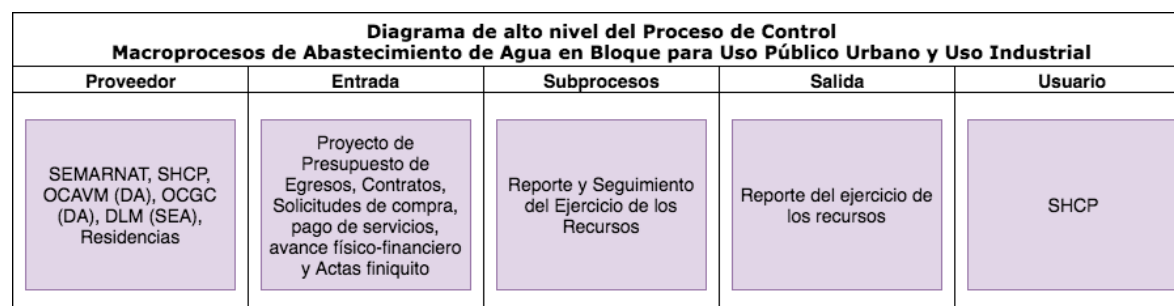 Diagrama de alto nivel del Proceso de Control
Macroprocesos de Abastecimiento de Agua en Bloque para Uso Público Urbano y Uso Industrial
Proveedor
Entrada
Subprocesos
Salida
Usuario
SEMARNAT, SHCP,
OCAVM (DA), OCGC
(DA), DLM (SEA),
Residencias
Proyecto de
Presupuesto de
Egresos, Contratos,
Solicitudes de compra,
pago de servicios,
avance físico-financiero
y Actas finiquito
Reporte y Seguimiento
del Ejercicio de los
Recursos
Reporte del ejercicio de
los recursos
SHCP